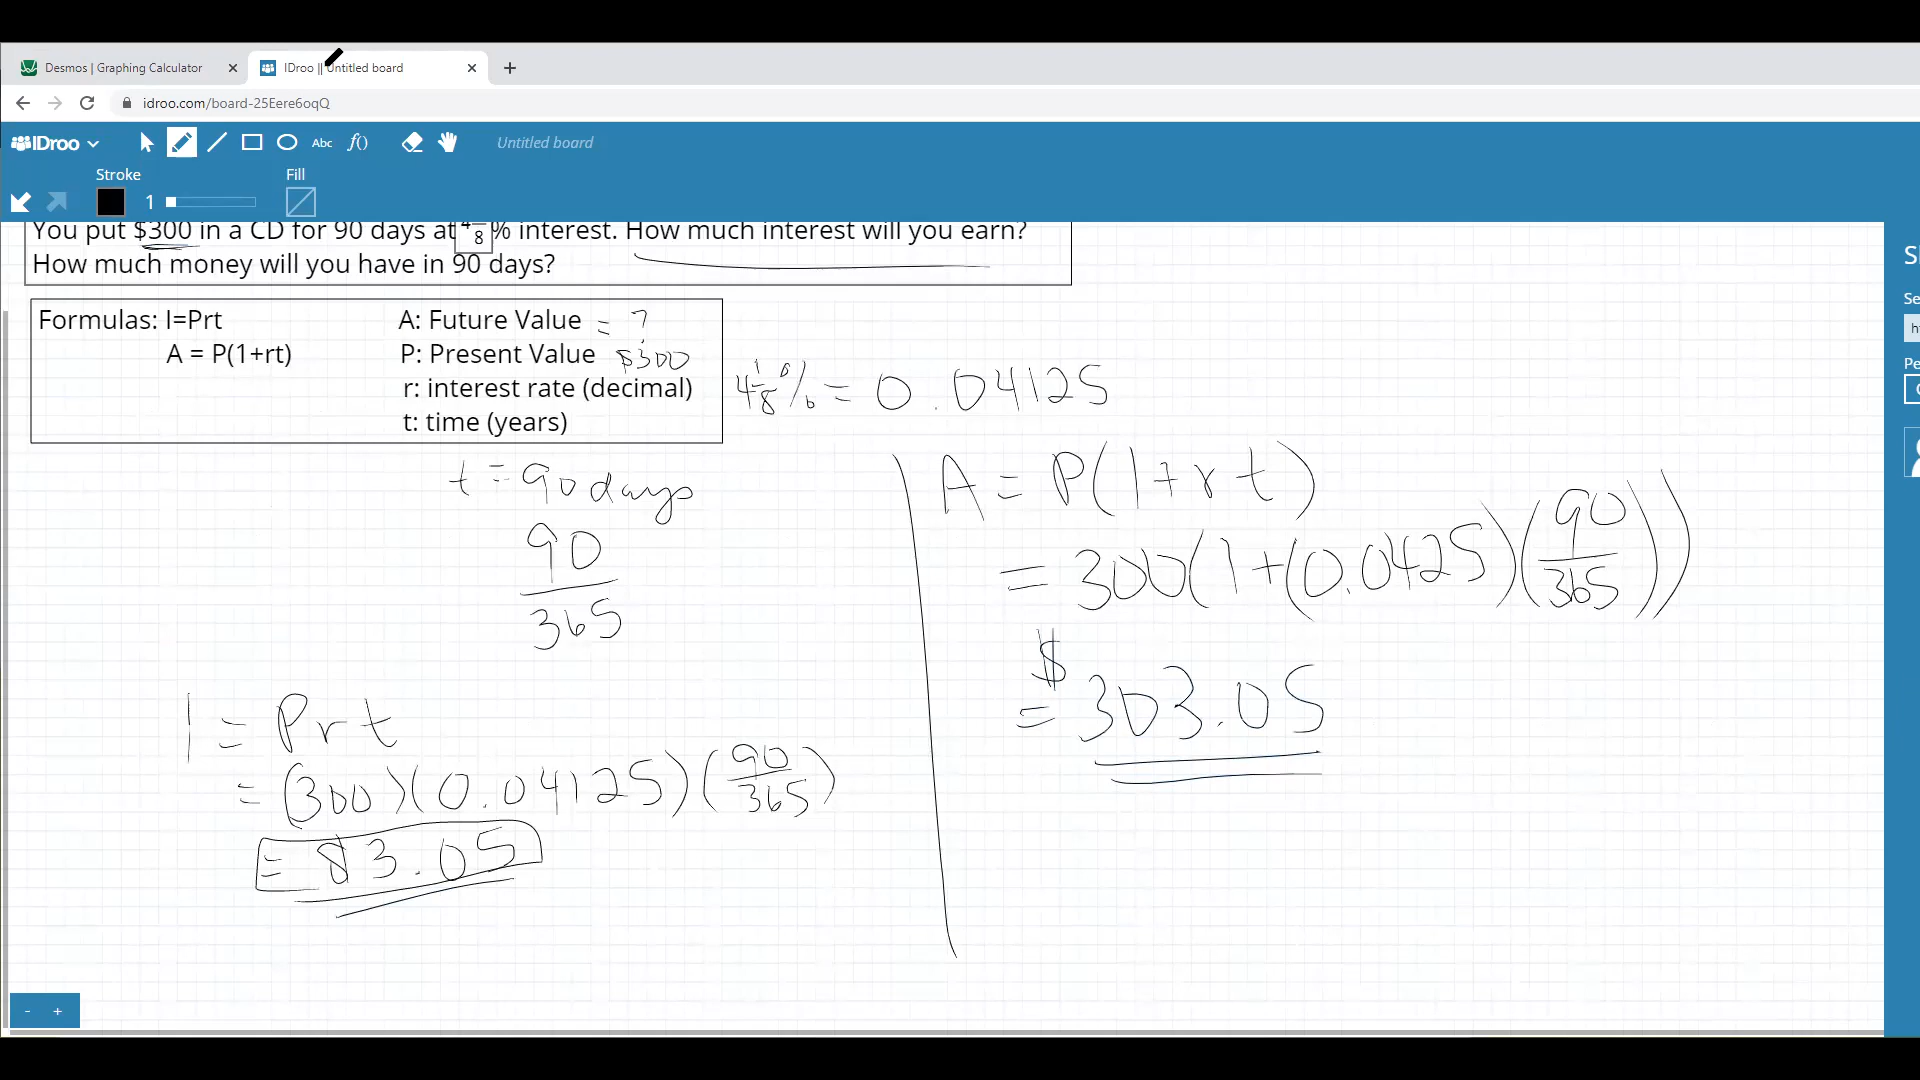 Desmos | Graphing Calculator
IDroo || Untitled board
idroo.com/board-25Eere6oqQ
IDroo
Abc
f()
Untitled board
Stroke
Fill
1
You put $300 in a CD for 90 days at 4 — 8 % interest. How much interest will you earn?
How much money will you have in 90 days?
Formulas: I=Prt
A = P(1+rt)
A: Future Value = ?
P: Present Value $300
r: interest rate (decimal)
t: time (years)
4 1/8 % = 0.04125
t = 90 days
90
365
I = Prt
= (300)(0.04125)(90/365)
= $3.05
A = P(1+rt)
= 300(1+(0.0425)(90/365))
= $303.05
Se
Pe
- +